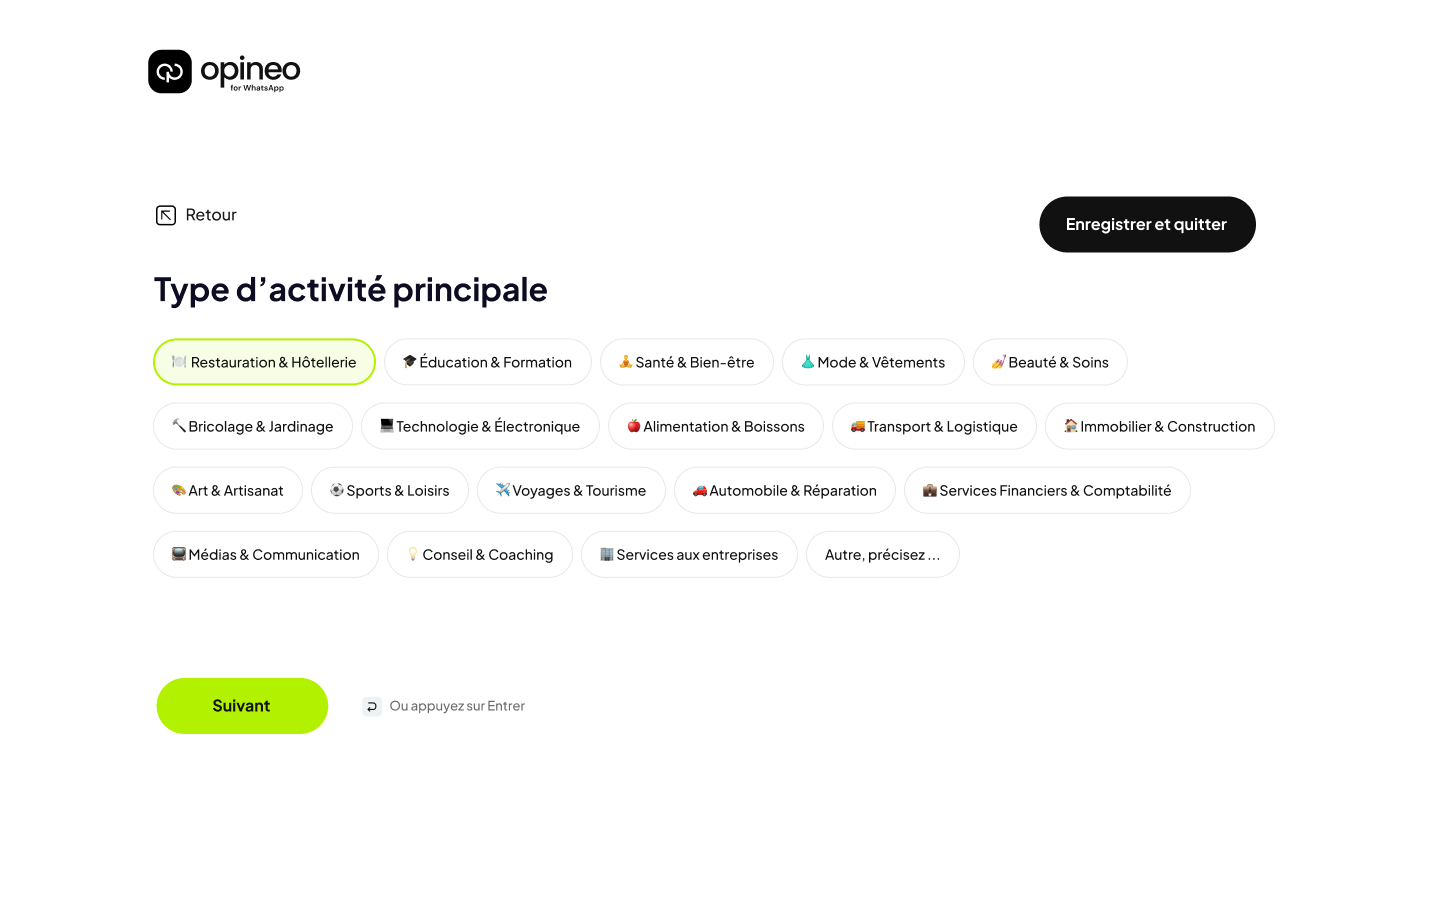 opineo
for WhatsApp
Retour
Enregistrer et quitter
Type d’activité principale
🍽️ Restauration & Hôtellerie
🎓 Éducation & Formation
🧘 Santé & Bien-être
👗 Mode & Vêtements
💅 Beauté & Soins
🔨 Bricolage & Jardinage
💻 Technologie & Électronique
🍎 Alimentation & Boissons
🚚 Transport & Logistique
🏠 Immobilier & Construction
🎨 Art & Artisanat
⚽ Sports & Loisirs
✈️ Voyages & Tourisme
🚗 Automobile & Réparation
💼 Services Financiers & Comptabilité
📺 Médias & Communication
💡 Conseil & Coaching
🏢 Services aux entreprises
Autre, précisez ...
Suivant
Ou appuyez sur Entrer